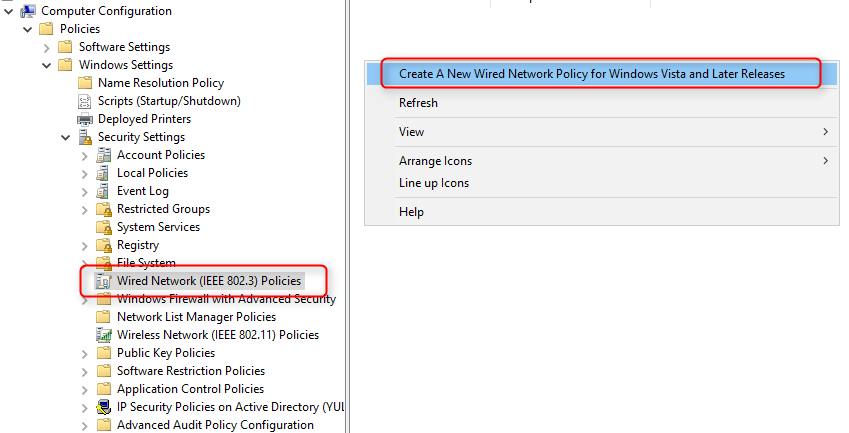 Computer Configuration
Policies
Software Settings
Windows Settings
Name Resolution Policy
Scripts (Startup/Shutdown)
Deployed Printers
Security Settings
Account Policies
Local Policies
Event Log
Restricted Groups
System Services
Registry
File System
Wired Network (IEEE 802.3) Policies
Windows Firewall with Advanced Security
Network List Manager Policies
Wireless Network (IEEE 802.11) Policies
Public Key Policies
Software Restriction Policies
Application Control Policies
IP Security Policies on Active Directory (YUL
Advanced Audit Policy Configuration
Create A New Wired Network Policy for Windows Vista and Later Releases
Refresh
View
Arrange Icons
Line up Icons
Help